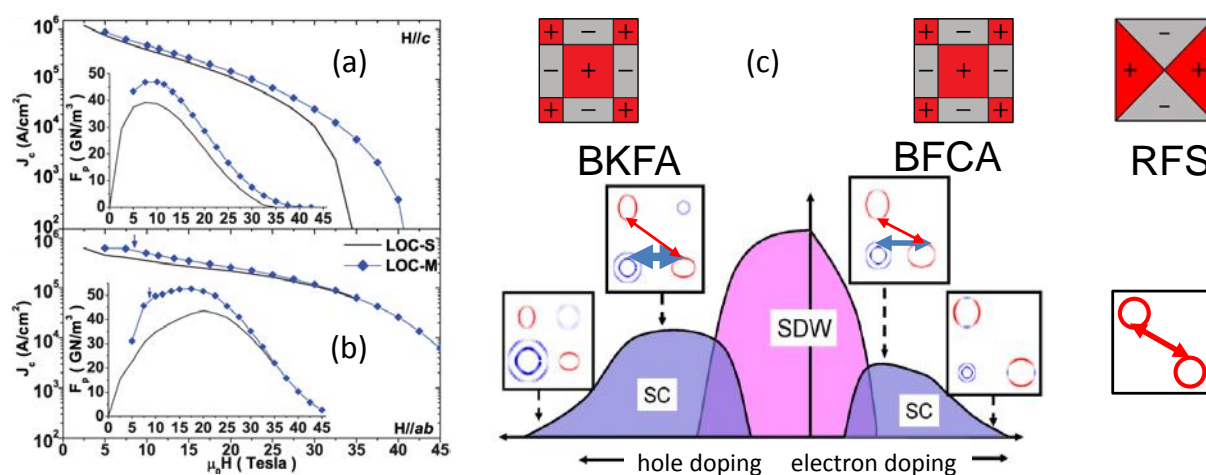 (a)
H//c
J_c (A/cm²)
10⁶
10⁵
10⁴
10³
10²
F_p ( GN/m³ )
50
40
30
20
10
0
0 5 10 15 20 25 30 35 40 45
(b)
LOC-S
LOC-M
J_c (A/cm²)
10⁶
10⁵
10⁴
10³
10²
F_p ( GN/m³ )
50
40
30
20
10
0
0 5 10 15 20 25 30 35 40 45
H//ab
0 5 10 15 20 25 30 35 40 45
μ₀H ( Tesla )
(c)
+ − +
− + −
+ − +
+ − +
− + −
+ − +
−
+ +
−
BKFA
BFCA
RFS
SDW
SC
SC
hole doping
electron doping